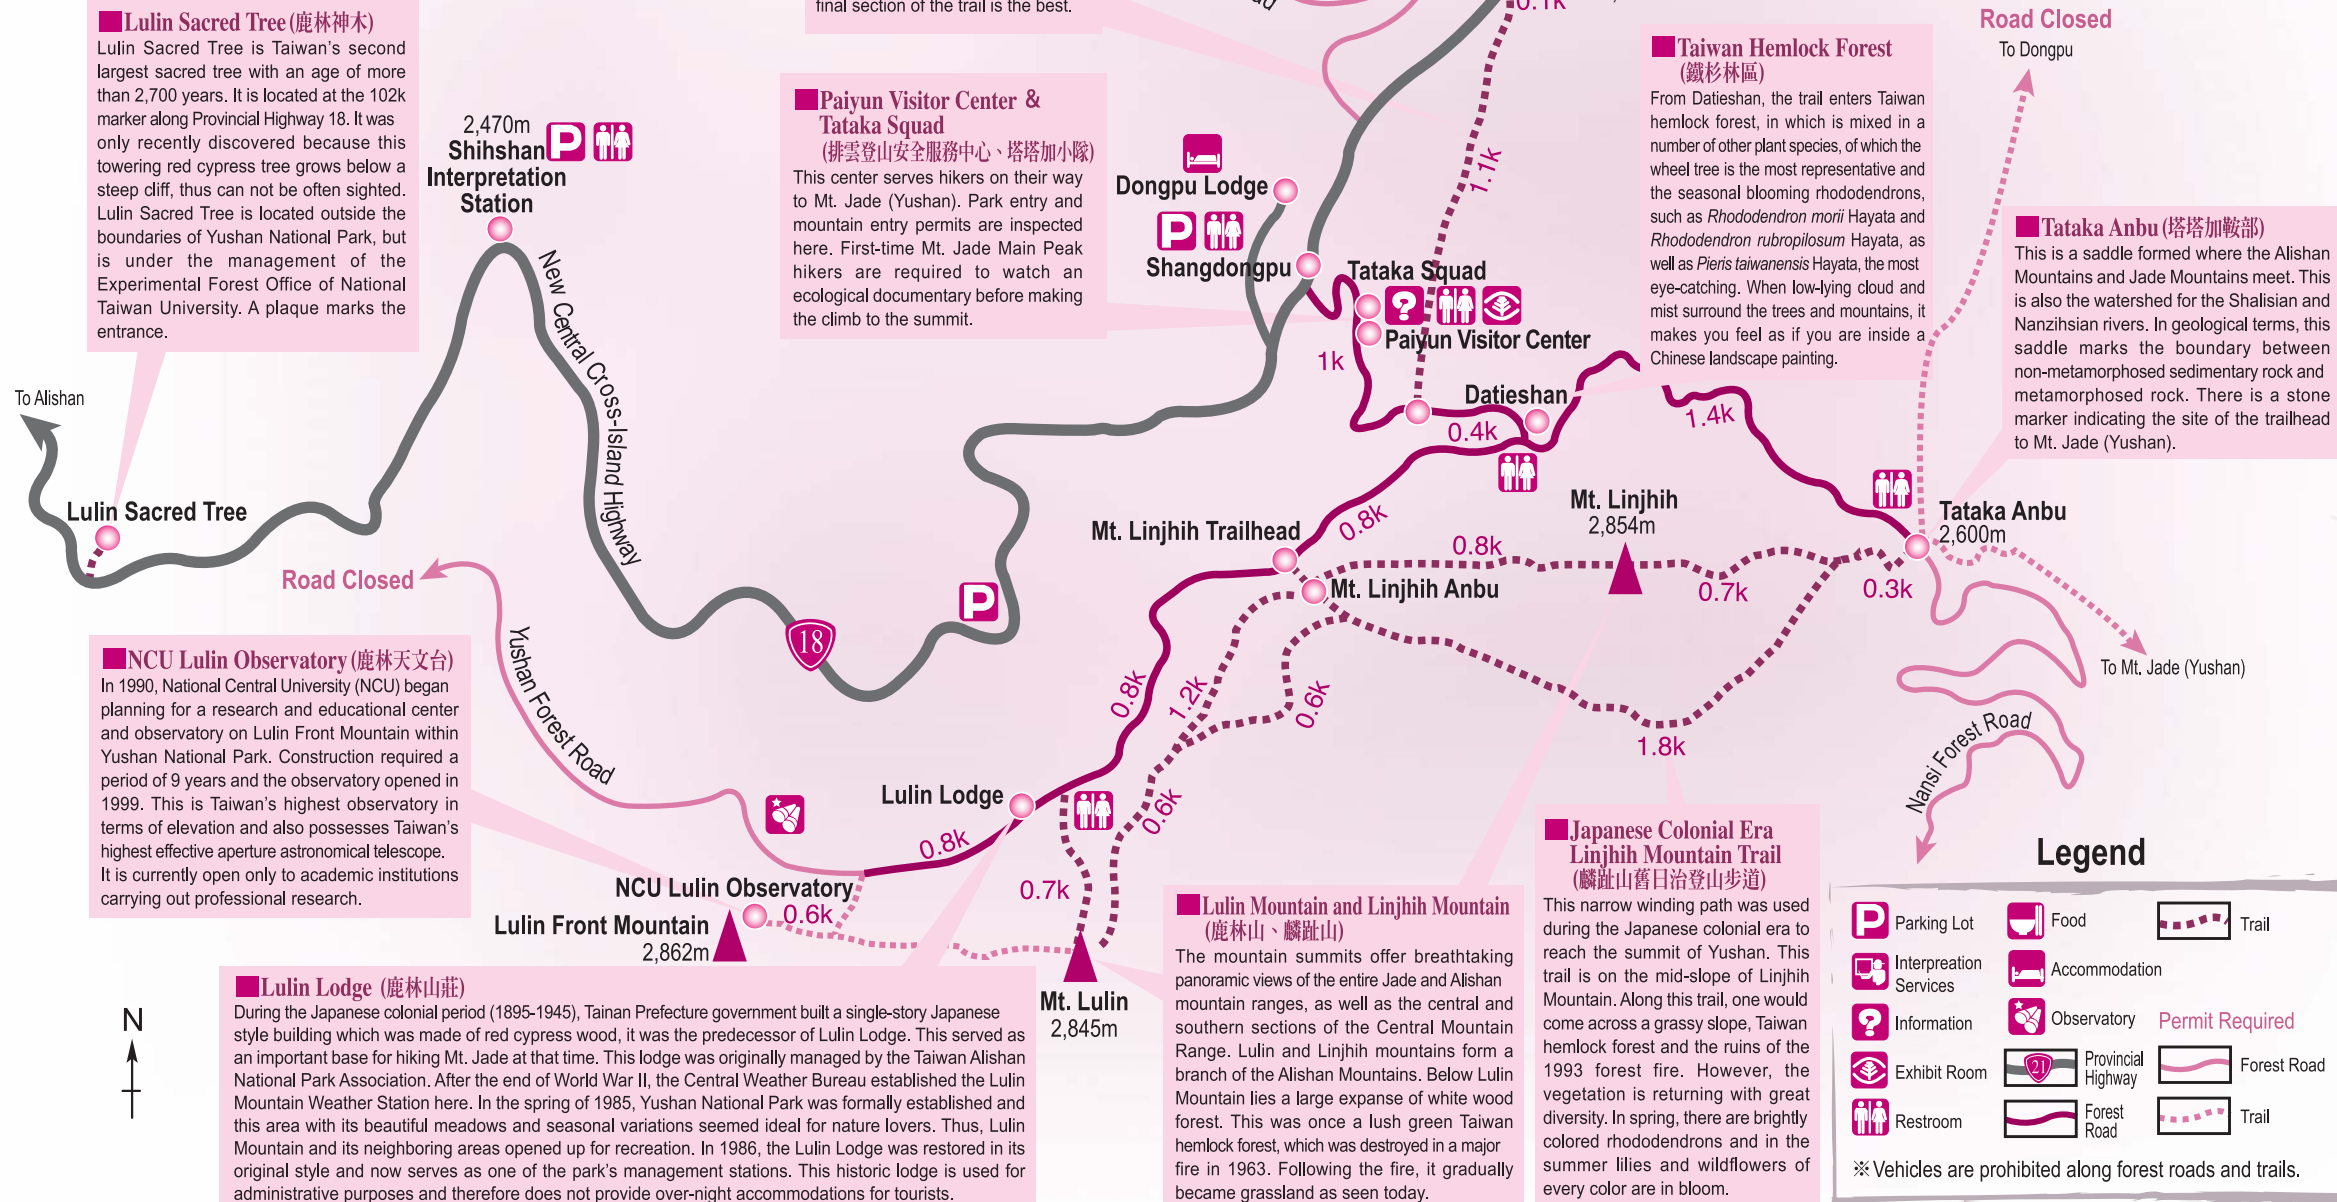 final section of the trail is the best.
0.1k
Road Closed
To Dongpu
Lulin Sacred Tree (鹿林神木)
Lulin Sacred Tree is Taiwan's second
largest sacred tree with an age of more
than 2,700 years. It is located at the 102k
marker along Provincial Highway 18. It was
only recently discovered because this
towering red cypress tree grows below a
steep cliff, thus can not be often sighted.
Lulin Sacred Tree is located outside the
boundaries of Yushan National Park, but
is under the management of the
Experimental Forest Office of National
Taiwan University. A plaque marks the
entrance.
2,470m
Shihshan
Interpretation
Station
P
Paiyun Visitor Center &
Tataka Squad
(排雲登山安全服務中心、塔塔加小隊)
This center serves hikers on their way
to Mt. Jade (Yushan). Park entry and
mountain entry permits are inspected
here. First-time Mt. Jade Main Peak
hikers are required to watch an
ecological documentary before making
the climb to the summit.
Dongpu Lodge
P
Shangdongpu
1.1k
Tataka Squad
?
Paiyun Visitor Center
1k
Datieshan
0.4k
Taiwan Hemlock Forest
(鐵杉林區)
From Datieshan, the trail enters Taiwan
hemlock forest, in which is mixed in a
number of other plant species, of which the
wheel tree is the most representative and
the seasonal blooming rhododendrons,
such as Rhododendron morii Hayata and
Rhododendron rubropilosum Hayata, as
well as Pieris taiwanensis Hayata, the most
eye-catching. When low-lying cloud and
mist surround the trees and mountains, it
makes you feel as if you are inside a
Chinese landscape painting.
1.4k
Tataka Anbu (塔塔加鞍部)
This is a saddle formed where the Alishan
Mountains and Jade Mountains meet. This
is also the watershed for the Shalisian and
Nanzihsian rivers. In geological terms, this
saddle marks the boundary between
non-metamorphosed sedimentary rock and
metamorphosed rock. There is a stone
marker indicating the site of the trailhead
to Mt. Jade (Yushan).
To Alishan
Lulin Sacred Tree
New Central Cross-Island Highway
Road Closed
Yushan Forest Road
18
P
Mt. Linjhih Trailhead
0.8k
0.8k
Mt. Linjhih
2,854m
Mt. Linjhih Anbu
0.7k
0.3k
Tataka Anbu
2,600m
To Mt. Jade (Yushan)
Nansi Forest Road
0.8k
1.2k
0.6k
0.6k
1.8k
NCU Lulin Observatory (鹿林天文台)
In 1990, National Central University (NCU) began
planning for a research and educational center
and observatory on Lulin Front Mountain within
Yushan National Park. Construction required a
period of 9 years and the observatory opened in
1999. This is Taiwan's highest observatory in
terms of elevation and also possesses Taiwan's
highest effective aperture astronomical telescope.
It is currently open only to academic institutions
carrying out professional research.
Lulin Lodge
0.8k
0.7k
NCU Lulin Observatory
0.6k
Lulin Front Mountain
2,862m
Mt. Lulin
2,845m
N
Lulin Lodge (鹿林山莊)
During the Japanese colonial period (1895-1945), Tainan Prefecture government built a single-story Japanese
style building which was made of red cypress wood, it was the predecessor of Lulin Lodge. This served as
an important base for hiking Mt. Jade at that time. This lodge was originally managed by the Taiwan Alishan
National Park Association. After the end of World War II, the Central Weather Bureau established the Lulin
Mountain Weather Station here. In the spring of 1985, Yushan National Park was formally established and
this area with its beautiful meadows and seasonal variations seemed ideal for nature lovers. Thus, Lulin
Mountain and its neighboring areas opened up for recreation. In 1986, the Lulin Lodge was restored in its
original style and now serves as one of the park's management stations. This historic lodge is used for
administrative purposes and therefore does not provide over-night accommodations for tourists.
Lulin Mountain and Linjhih Mountain
(鹿林山、麟趾山)
The mountain summits offer breathtaking
panoramic views of the entire Jade and Alishan
mountain ranges, as well as the central and
southern sections of the Central Mountain
Range. Lulin and Linjhih mountains form a
branch of the Alishan Mountains. Below Lulin
Mountain lies a large expanse of white wood
forest. This was once a lush green Taiwan
hemlock forest, which was destroyed in a major
fire in 1963. Following the fire, it gradually
became grassland as seen today.
Japanese Colonial Era
Linjhih Mountain Trail
(麟趾山舊日治登山步道)
This narrow winding path was used
during the Japanese colonial era to
reach the summit of Yushan. This
trail is on the mid-slope of Linjhih
Mountain. Along this trail, one would
come across a grassy slope, Taiwan
hemlock forest and the ruins of the
1993 forest fire. However, the
vegetation is returning with great
diversity. In spring, there are brightly
colored rhododendrons and in the
summer lilies and wildflowers of
every color are in bloom.
Legend
P Parking Lot
Food
Trail
Interpreation
Services
Accommodation
? Information
Observatory
Permit Required
Exhibit Room
21
Provincial
Highway
Forest Road
Restroom
Forest
Road
Trail
※Vehicles are prohibited along forest roads and trails.